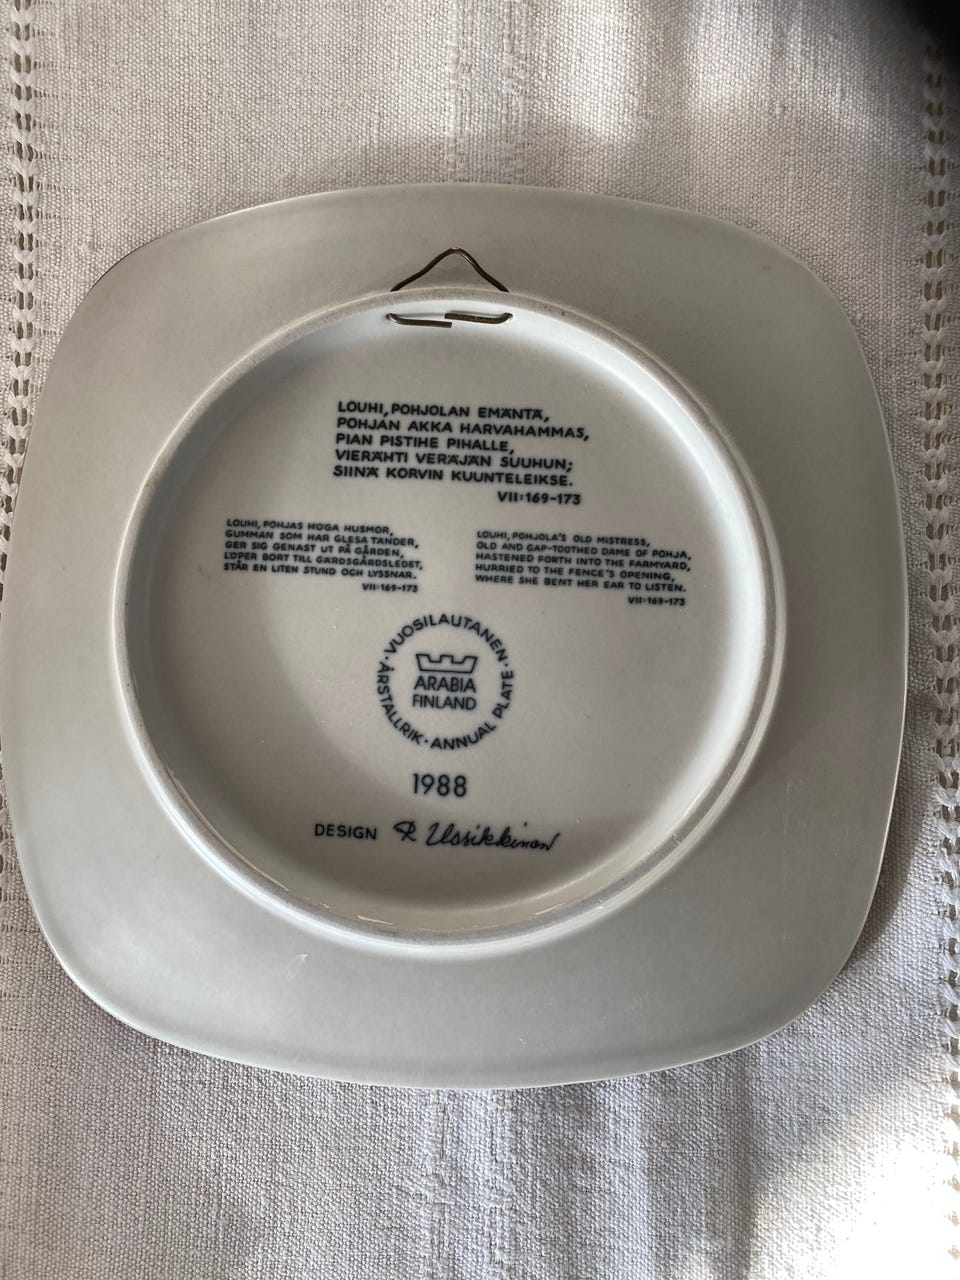 LOUHI, POHJOLAN EMÄNTÄ,
POHJAN AKKA HARVAHAMMAS,
PIAN PISTIHE PIHALLE,
VIERÄHTI VERÄJÄN SUUHUN;
SIINÄ KORVIN KUUNTELEIKSE.
VII:169-173
LOUHI, POHJAS HÖGA HUSMOR,
GUMMAN SOM HAR GLESA TÄNDER,
GER SIG GENAST UT PÅ GÅRDEN,
LÖPER BORT TILL GÄRDSGÅRDSLEDET,
STÅR EN LITEN STUND OCH LYSSNAR.
VII:169-173
LOUHI, POHJOLA'S OLD MISTRESS,
OLD AND GAP-TOOTHED DAME OF POHJA,
HASTENED FORTH INTO THE FARMYARD,
HURRIED TO THE FENCE'S OPENING,
WHERE SHE BENT HER EAR TO LISTEN.
VII:169-173
· VUOSILAUTANEN · ANNUAL PLATE · ÅRSTALLRIK
ARABIA
FINLAND
1988
DESIGN R Uosikkinen